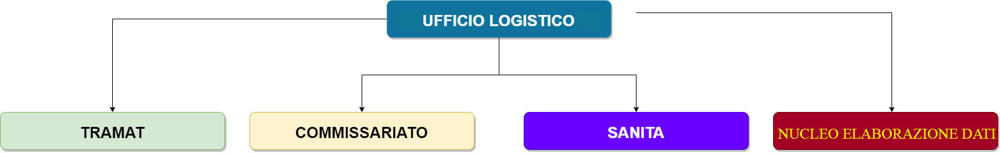 UFFICIO LOGISTICO
TRAMAT
COMMISSARIATO
SANITA
NUCLEO ELABORAZIONE DATI